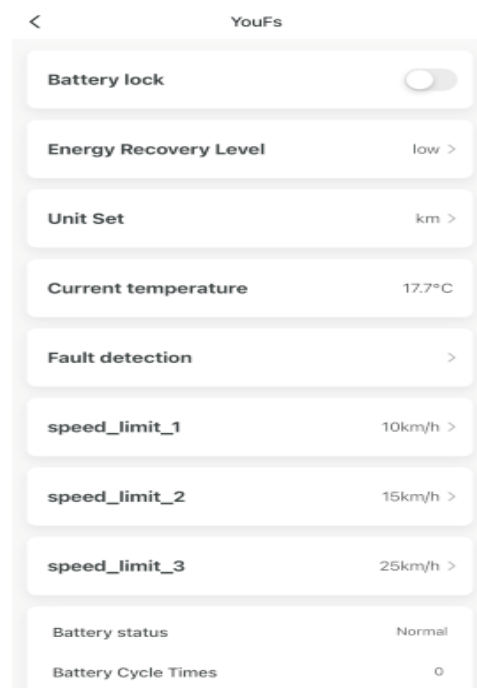 YouFs
Battery lock
Energy Recovery Level low
Unit Set km
Current temperature 17.7°C
Fault detection
speed_limit_1 10km/h
speed_limit_2 15km/h
speed_limit_3 25km/h
Battery status Normal
Battery Cycle Times 0